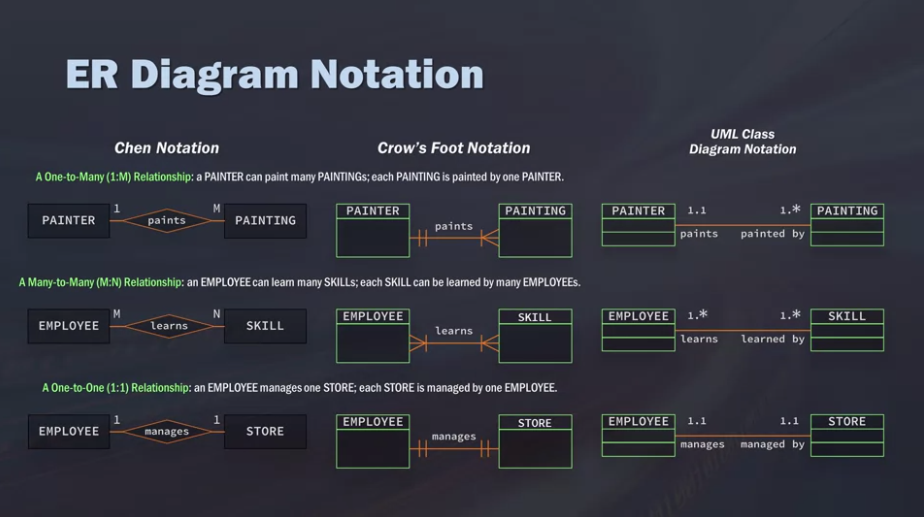 ER Diagram Notation
Chen Notation
Crow's Foot Notation
UML Class
Diagram Notation
A One-to-Many (1:M) Relationship: a PAINTER can paint many PAINTINGs; each PAINTING is painted by one PAINTER.
PAINTER 1 paints M PAINTING
PAINTER paints PAINTING
PAINTER 1.1 1.* PAINTING
paints painted by
A Many-to-Many (M:N) Relationship: an EMPLOYEE can learn many SKILLs; each SKILL can be learned by many EMPLOYEEs.
EMPLOYEE M learns N SKILL
EMPLOYEE learns SKILL
EMPLOYEE 1.* 1.* SKILL
learns learned by
A One-to-One (1:1) Relationship: an EMPLOYEE manages one STORE; each STORE is managed by one EMPLOYEE.
EMPLOYEE 1 manages 1 STORE
EMPLOYEE manages STORE
EMPLOYEE 1.1 1.1 STORE
manages managed by